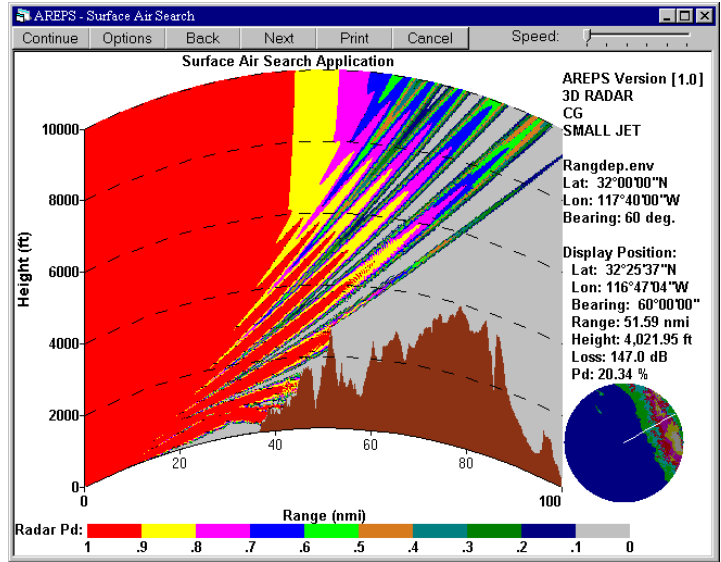 AREPS - Surface Air Search
Continue Options Back Next Print Cancel Speed:
Surface Air Search Application
AREPS Version [1.0]
3D RADAR
CG
SMALL JET
Rangdep.env
Lat: 32°00'00"N
Lon: 117°40'00"W
Bearing: 60 deg.
Display Position:
Lat: 32°25'37"N
Lon: 116°47'04"W
Bearing: 60°00'00"
Range: 51.59 nmi
Height: 4,021.95 ft
Loss: 147.0 dB
Pd: 20.34 %
Height (ft)
10000
8000
6000
4000
2000
0
20 40 60 80
0 100
Range (nmi)
Radar Pd:
1 .9 .8 .7 .6 .5 .4 .3 .2 .1 0